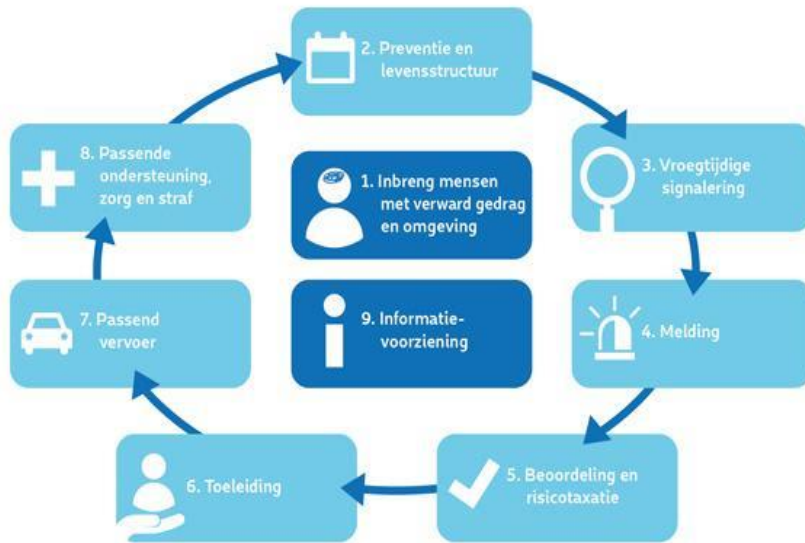 2. Preventie en
levensstructuur
8. Passende
ondersteuning,
zorg en straf
1. Inbreng mensen
met verward gedrag
en omgeving
3. Vroegtijdige
signalering
7. Passend
vervoer
9. Informatie-
voorziening
4. Melding
6. Toeleiding
5. Beoordeling en
risicotaxatie